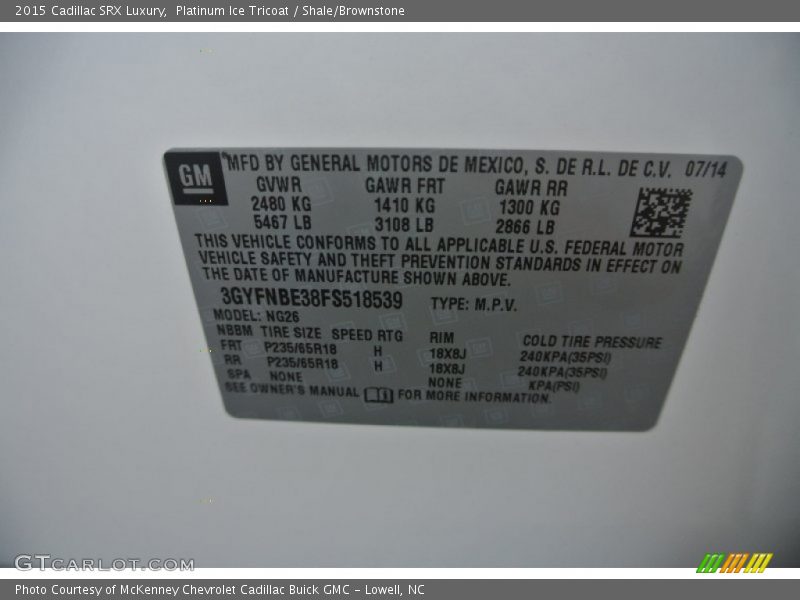 2015 Cadillac SRX Luxury, Platinum Ice Tricoat / Shale/Brownstone
GM MFD BY GENERAL MOTORS DE MEXICO, S. DE R.L. DE C.V. 07/14
GVWR GAWR FRT GAWR RR
2480 KG 1410 KG 1300 KG
5467 LB 3108 LB 2866 LB
THIS VEHICLE CONFORMS TO ALL APPLICABLE U.S. FEDERAL MOTOR
VEHICLE SAFETY AND THEFT PREVENTION STANDARDS IN EFFECT ON
THE DATE OF MANUFACTURE SHOWN ABOVE.
3GYFNBE38FS518539 TYPE: M.P.V.
MODEL: NG26
NBBM TIRE SIZE SPEED RTG RIM COLD TIRE PRESSURE
FRT P235/65R18 H 18X8J 240KPA(35PSI)
RR P235/65R18 H 18X8J 240KPA(35PSI)
SPA NONE NONE KPA(PSI)
SEE OWNER'S MANUAL FOR MORE INFORMATION.
GTCARLOT.COM
Photo Courtesy of McKenney Chevrolet Cadillac Buick GMC - Lowell, NC